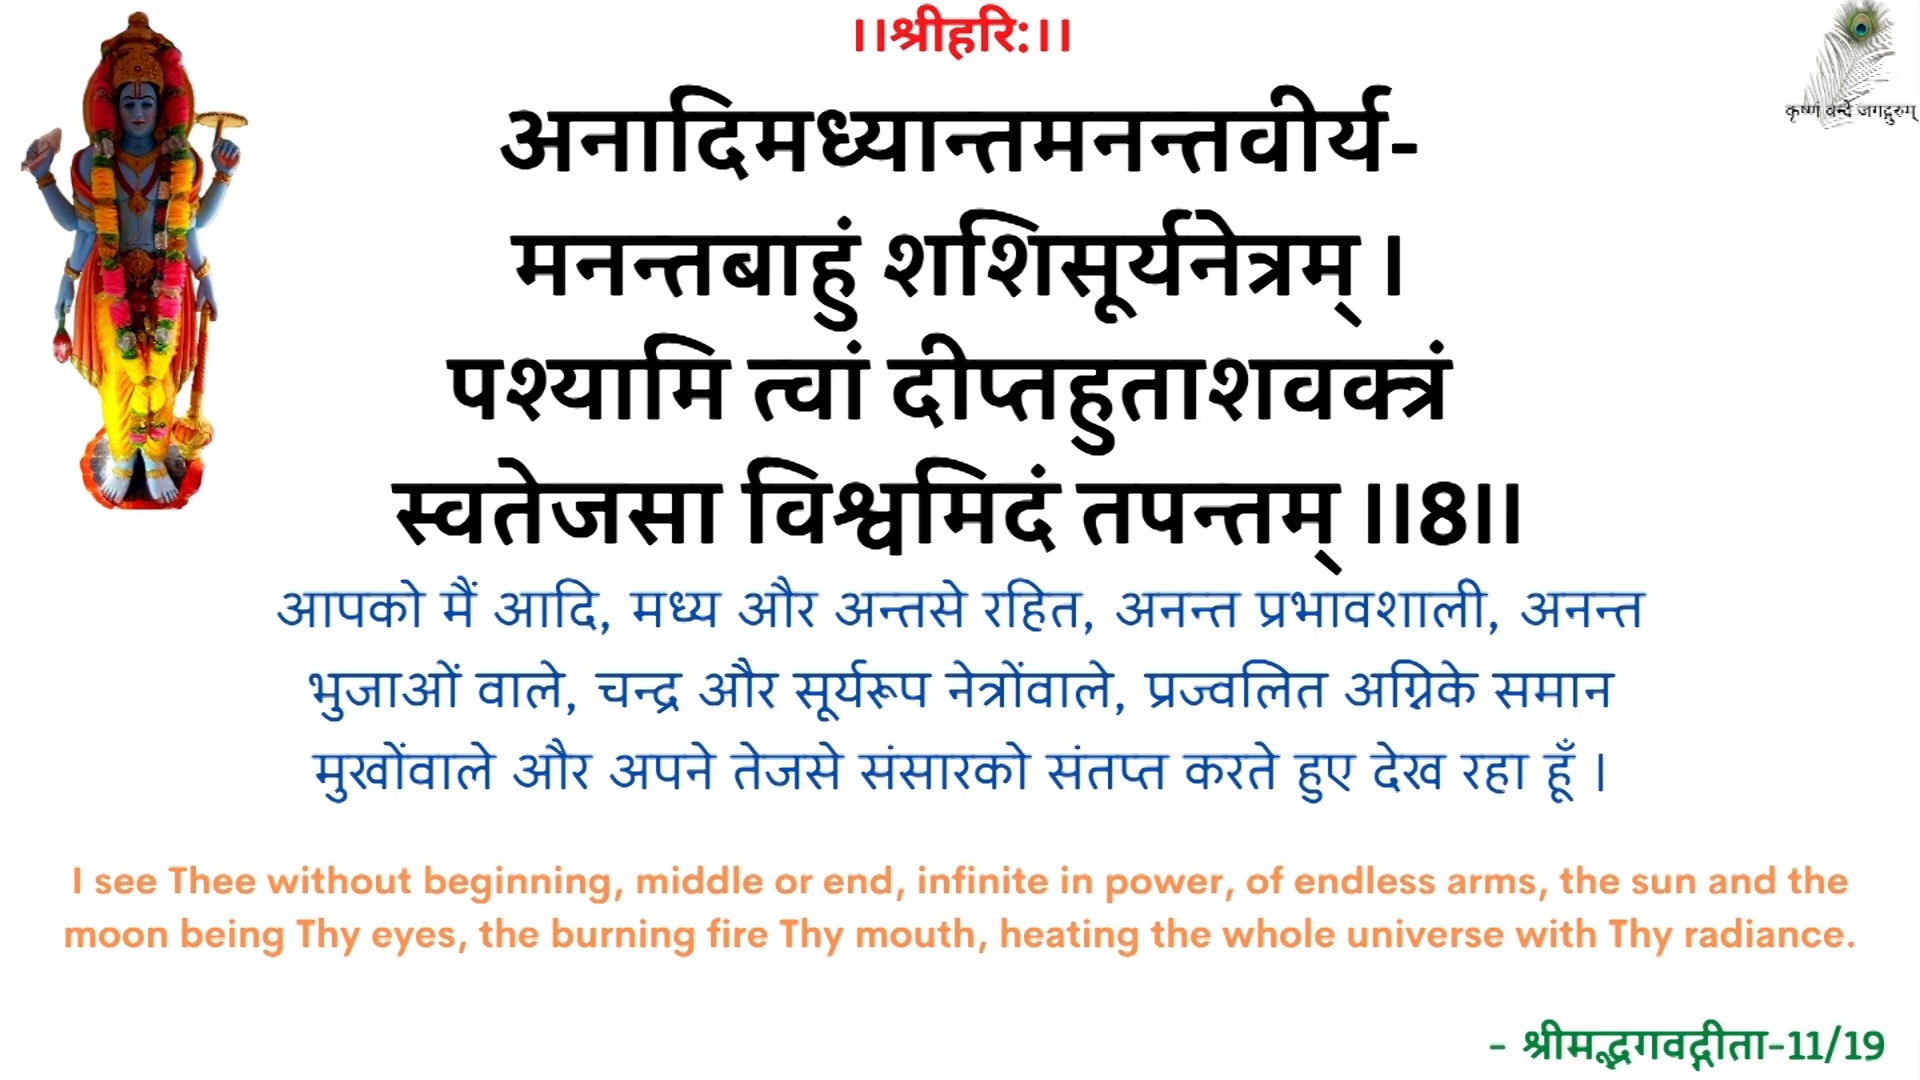 ।।श्रीहरि:।।
कृष्णं वन्दे जगद्गुरुम्
अनादिमध्यान्तमनन्तवीर्य-
मनन्तबाहुं शशिसूर्यनेत्रम् ।
पश्यामि त्वां दीप्तहुताशवक्त्रं
स्वतेजसा विश्वमिदं तपन्तम् ।।8।।
आपको मैं आदि, मध्य और अन्तसे रहित, अनन्त प्रभावशाली, अनन्त
भुजाओं वाले, चन्द्र और सूर्यरूप नेत्रोंवाले, प्रज्वलित अग्निके समान
मुखोंवाले और अपने तेजसे संसारको संतप्त करते हुए देख रहा हूँ ।
I see Thee without beginning, middle or end, infinite in power, of endless arms, the sun and the
moon being Thy eyes, the burning fire Thy mouth, heating the whole universe with Thy radiance.
- श्रीमद्भगवद्गीता-11/19